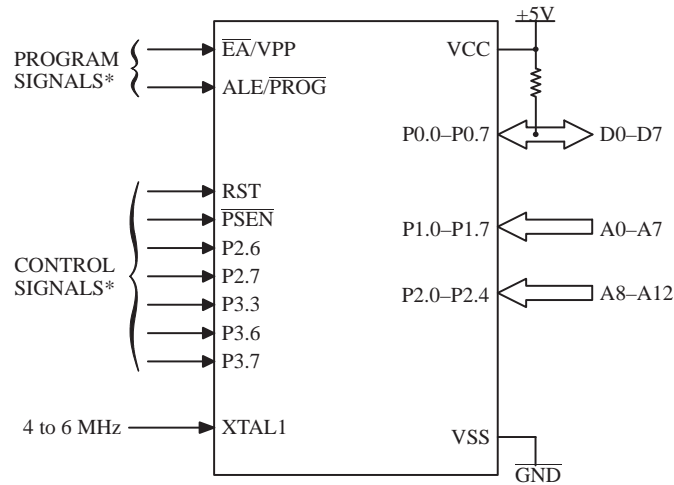 +5V
PROGRAM
SIGNALS*
EA/VPP
ALE/PROG
VCC
P0.0–P0.7
D0–D7
RST
PSEN
P2.6
P2.7
P3.3
P3.6
P3.7
CONTROL
SIGNALS*
P1.0–P1.7
A0–A7
P2.0–P2.4
A8–A12
4 to 6 MHz
XTAL1
VSS
GND